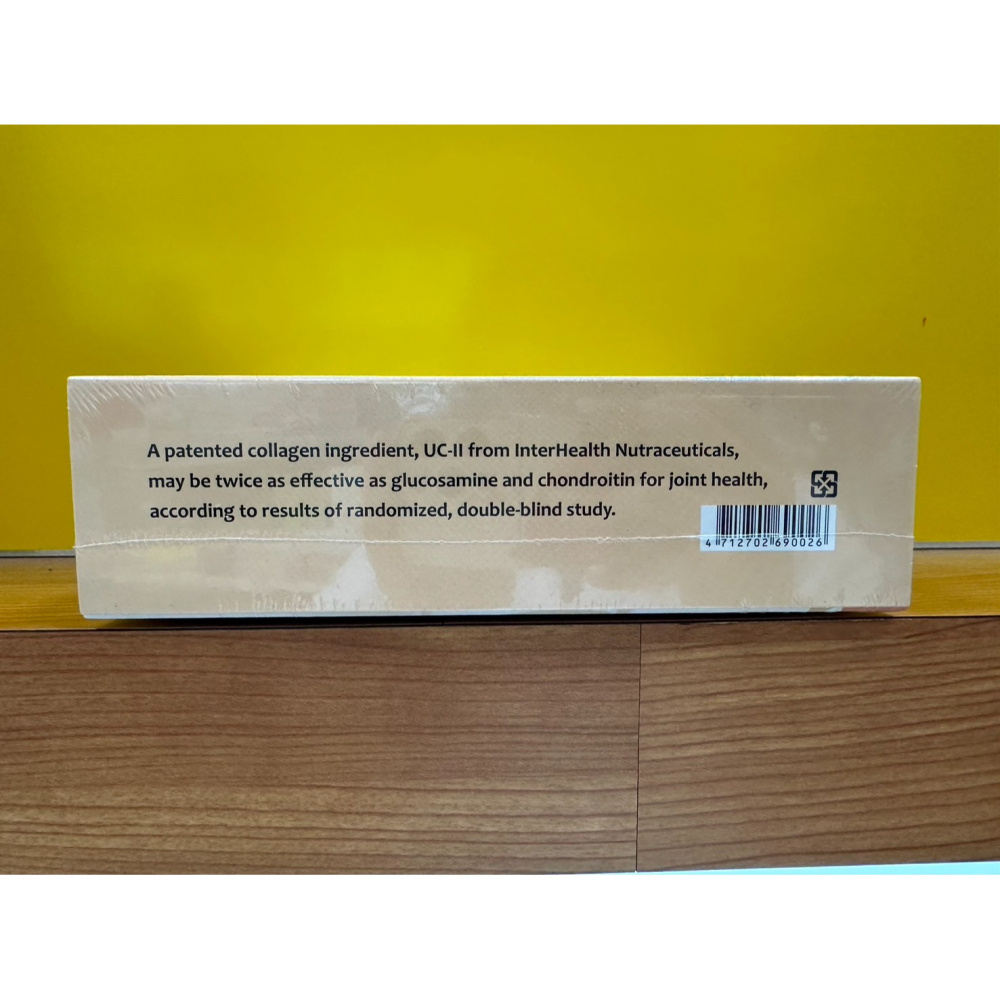 A patented collagen ingredient, UC-II from InterHealth Nutraceuticals,
may be twice as effective as glucosamine and chondroitin for joint health,
according to results of randomized, double-blind study.
4 712702 690026